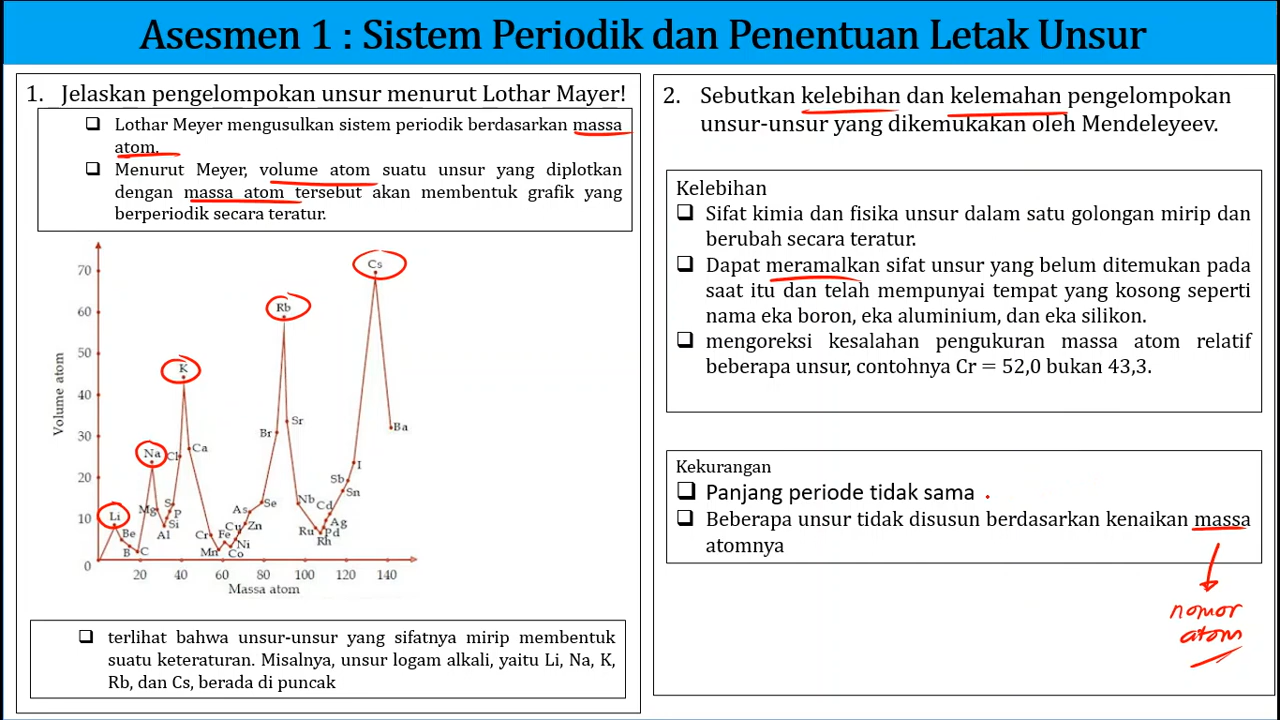 Asesmen 1 : Sistem Periodik dan Penentuan Letak Unsur
1. Jelaskan pengelompokan unsur menurut Lothar Mayer!
❑ Lothar Meyer mengusulkan sistem periodik berdasarkan massa
atom.
❑ Menurut Meyer, volume atom suatu unsur yang diplotkan
dengan massa atom tersebut akan membentuk grafik yang
berperiodik secara teratur.
Volume atom
70
60
50
40
30
20
10
0
20
40
60
80
100
120
140
Massa atom
Li
Be
B
C
Na
Mg
Al
Si
P
S
Cl
K
Ca
Cr
Mn
Fe
Co
Ni
Cu
Zn
As
Se
Br
Rb
Sr
Nb
Ru
Rh
Pd
Ag
Cd
Sn
Sb
I
Cs
Ba
❑ terlihat bahwa unsur-unsur yang sifatnya mirip membentuk
suatu keteraturan. Misalnya, unsur logam alkali, yaitu Li, Na, K,
Rb, dan Cs, berada di puncak
2. Sebutkan kelebihan dan kelemahan pengelompokan
unsur-unsur yang dikemukakan oleh Mendeleyeev.
Kelebihan
❑ Sifat kimia dan fisika unsur dalam satu golongan mirip dan
berubah secara teratur.
❑ Dapat meramalkan sifat unsur yang belum ditemukan pada
saat itu dan telah mempunyai tempat yang kosong seperti
nama eka boron, eka aluminium, dan eka silikon.
❑ mengoreksi kesalahan pengukuran massa atom relatif
beberapa unsur, contohnya Cr = 52,0 bukan 43,3.
Kekurangan
❑ Panjang periode tidak sama
❑ Beberapa unsur tidak disusun berdasarkan kenaikan massa
atomnya
nomor
atom